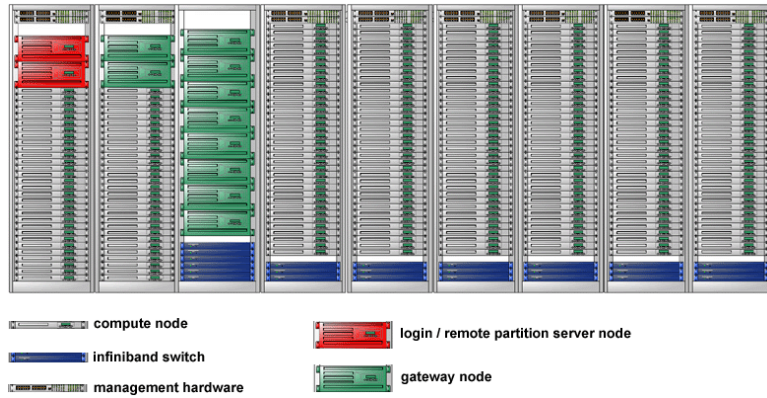 compute node
infiniband switch
management hardware
login / remote partition server node
gateway node